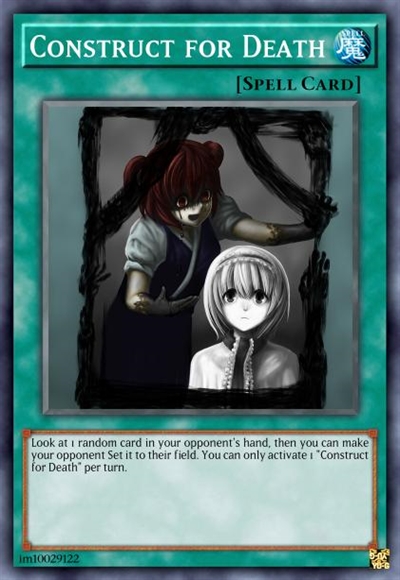 CONSTRUCT FOR DEATH
SPELL
魔
[SPELL CARD]
Look at 1 random card in your opponent's hand, then you can make
your opponent Set it to their field. You can only activate 1 "Construct
for Death" per turn.
im10029122